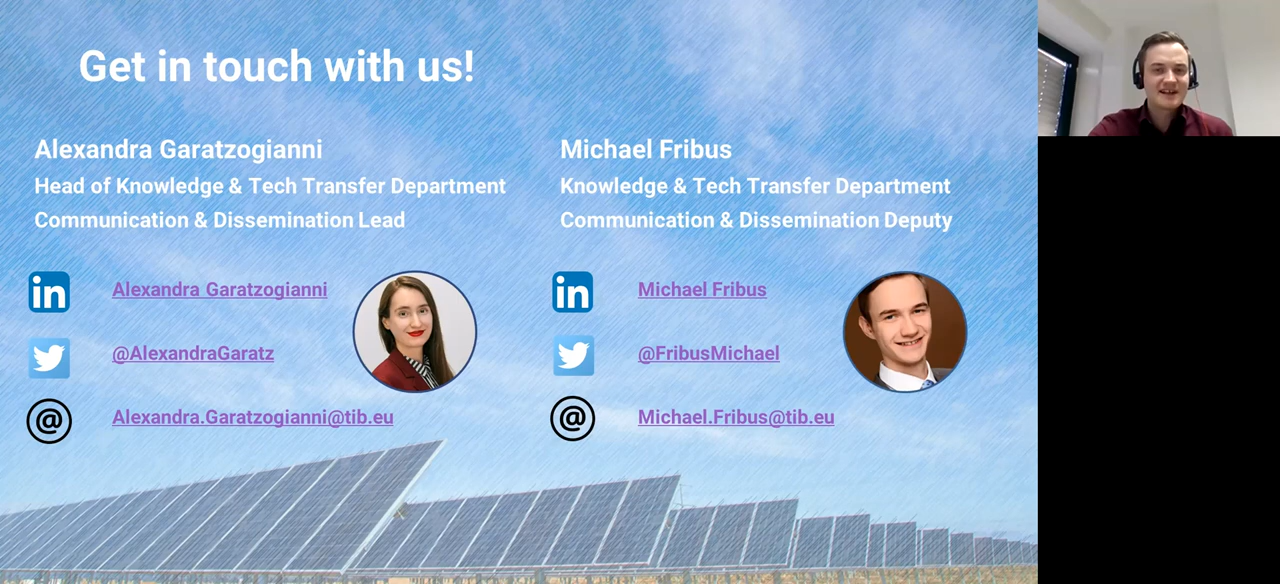 Get in touch with us!
Alexandra Garatzogianni
Head of Knowledge & Tech Transfer Department
Communication & Dissemination Lead
in
Alexandra Garatzogianni
@AlexandraGaratz
@
Alexandra.Garatzogianni@tib.eu
Michael Fribus
Knowledge & Tech Transfer Department
Communication & Dissemination Deputy
in
Michael Fribus
@FribusMichael
@
Michael.Fribus@tib.eu